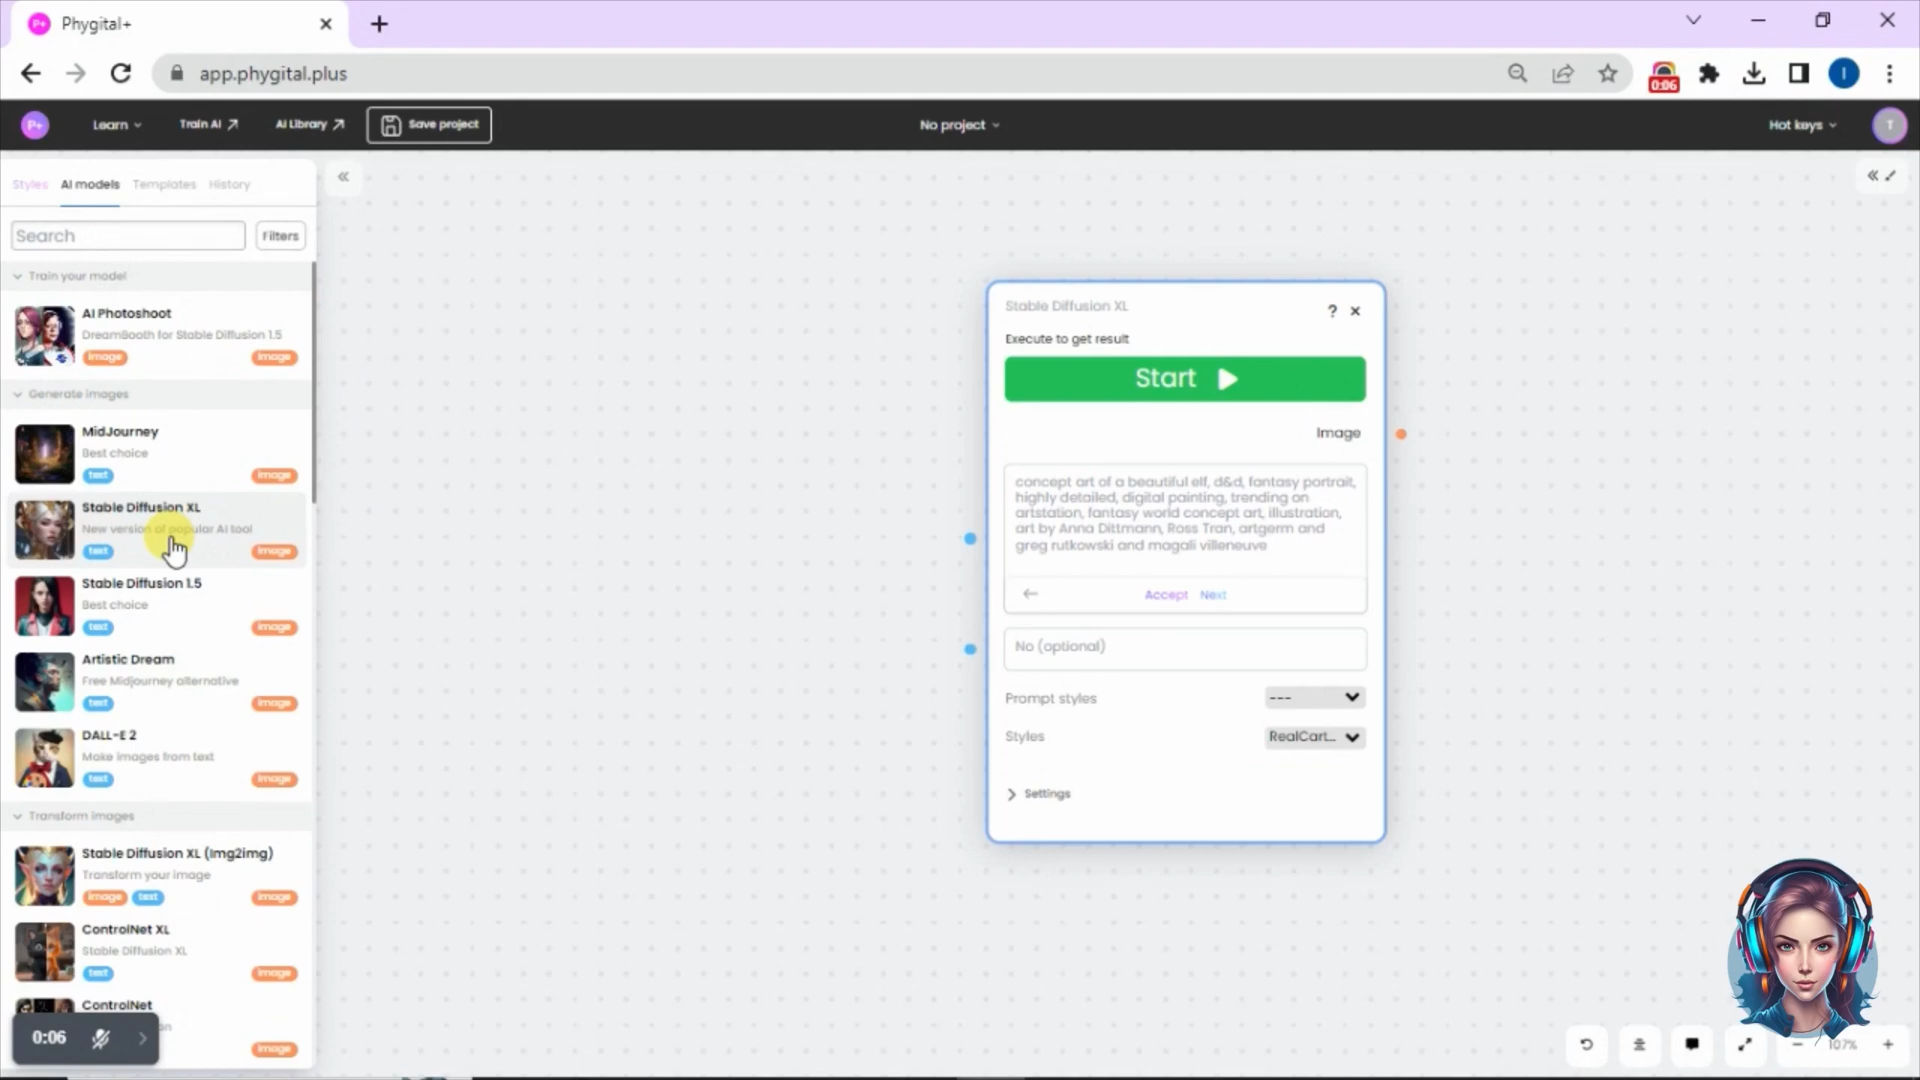 Phygital+
app.phygital.plus
I
0:06
P+
Learn
Train AI
AI Library
Save project
No project
Hot keys
T
Styles
AI models
Templates
History
Search
Filters
Train your model
AI Photoshoot
DreamBooth for Stable Diffusion 1.5
image
image
Generate images
MidJourney
Best choice
text
image
Stable Diffusion XL
New version of popular AI tool
text
image
Stable Diffusion 1.5
Best choice
text
image
Artistic Dream
Free Midjourney alternative
text
image
DALL-E 2
Make images from text
text
image
Transform images
Stable Diffusion XL (Img2img)
Transform your image
image
text
image
ControlNet XL
Stable Diffusion XL
text
image
ControlNet
image
0:06
Stable Diffusion XL
?
Execute to get result
Start
Image
concept art of a beautiful elf, d&d, fantasy portrait,
highly detailed, digital painting, trending on
artstation, fantasy world concept art, illustration,
art by Anna Dittmann, Ross Tran, artgerm and
greg rutkowski and magali villeneuve
Accept
Next
No (optional)
Prompt styles
---
Styles
RealCart...
Settings
107%